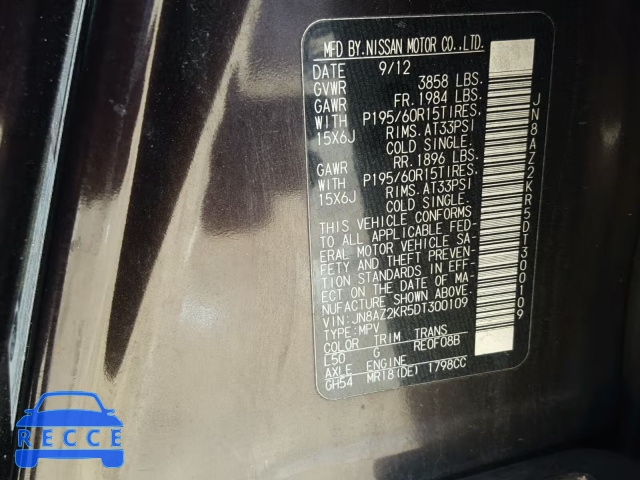 MFD BY.NISSAN MOTOR CO.,LTD.
DATE 9/12
GVWR 3858 LBS.
GAWR FR. 1984 LBS.
WITH P195/60R15TIRES,
15X6J RIMS. AT33PSI
COLD SINGLE.
GAWR RR. 1896 LBS.
WITH P195/60R15TIRES,
15X6J RIMS. AT33PSI
COLD SINGLE.
THIS VEHICLE CONFORMS
TO ALL APPLICABLE FED-
ERAL MOTOR VEHICLE SA-
FETY AND THEFT PREVEN-
TION STANDARDS IN EFF-
ECT ON THE DATE OF MA-
NUFACTURE SHOWN ABOVE.
VIN:JN8AZ2KR5DT300109
TYPE:MPV
COLOR TRIM TRANS
L50 G RE0F08B
AXLE ENGINE
GH54 MR18(DE) 1798CC
JN8AZ2KR5DT300109
RECCE